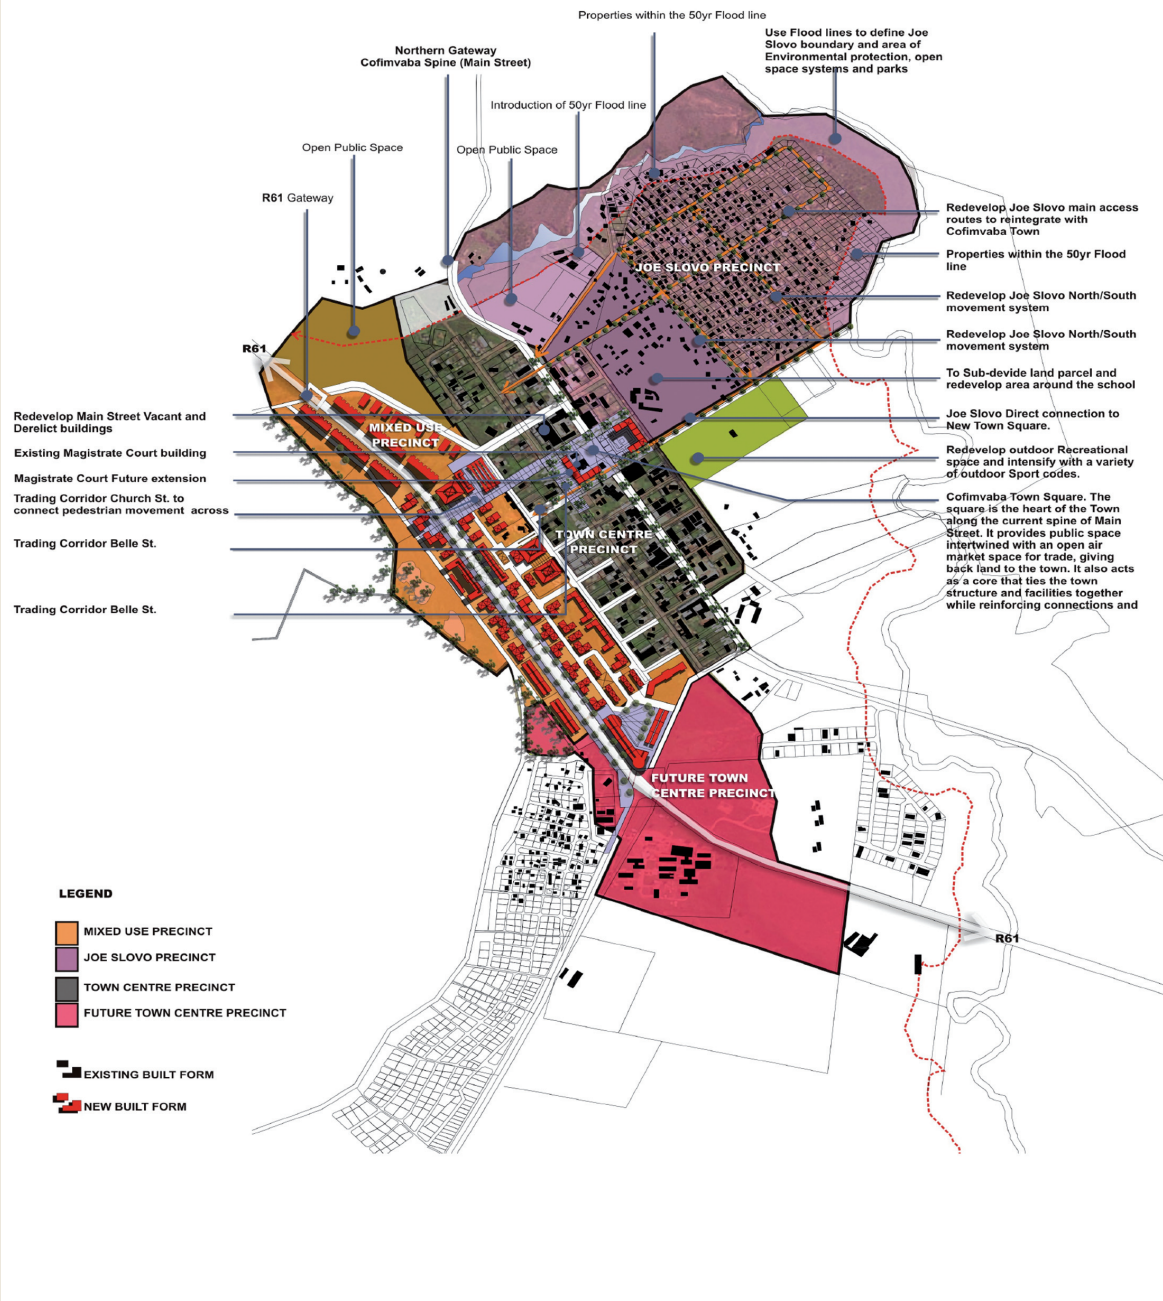 Properties within the 50yr Flood line
Use Flood lines to define Joe
Slovo boundary and area of
Environmental protection, open
space systems and parks
Northern Gateway
Cofimvaba Spine (Main Street)
Introduction of 50yr Flood line
Open Public Space
Open Public Space
R61 Gateway
Redevelop Joe Slovo main access
routes to reintegrate with
Cofimvaba Town
Properties within the 50yr Flood
line
JOE SLOVO PRECINCT
Redevelop Joe Slovo North/South
movement system
Redevelop Joe Slovo North/South
movement system
R61
To Sub-devide land parcel and
redevelop area around the school
Redevelop Main Street Vacant and
Derelict buildings
Joe Slovo Direct connection to
New Town Square.
MIXED USE
PRECINCT
Existing Magistrate Court building
Redevelop outdoor Recreational
space and intensify with a variety
of outdoor Sport codes.
Magistrate Court Future extension
Trading Corridor Church St. to
connect pedestrian movement across
Cofimvaba Town Square. The
square is the heart of the Town
along the current spine of Main
Street. It provides public space
intertwined with an open air
market space for trade, giving
back land to the town. It also acts
as a core that ties the town
structure and facilities together
while reinforcing connections and
Trading Corridor Belle St.
TOWN CENTRE
PRECINCT
Trading Corridor Belle St.
FUTURE TOWN
CENTRE PRECINCT
R61
LEGEND
MIXED USE PRECINCT
JOE SLOVO PRECINCT
TOWN CENTRE PRECINCT
FUTURE TOWN CENTRE PRECINCT
EXISTING BUILT FORM
NEW BUILT FORM